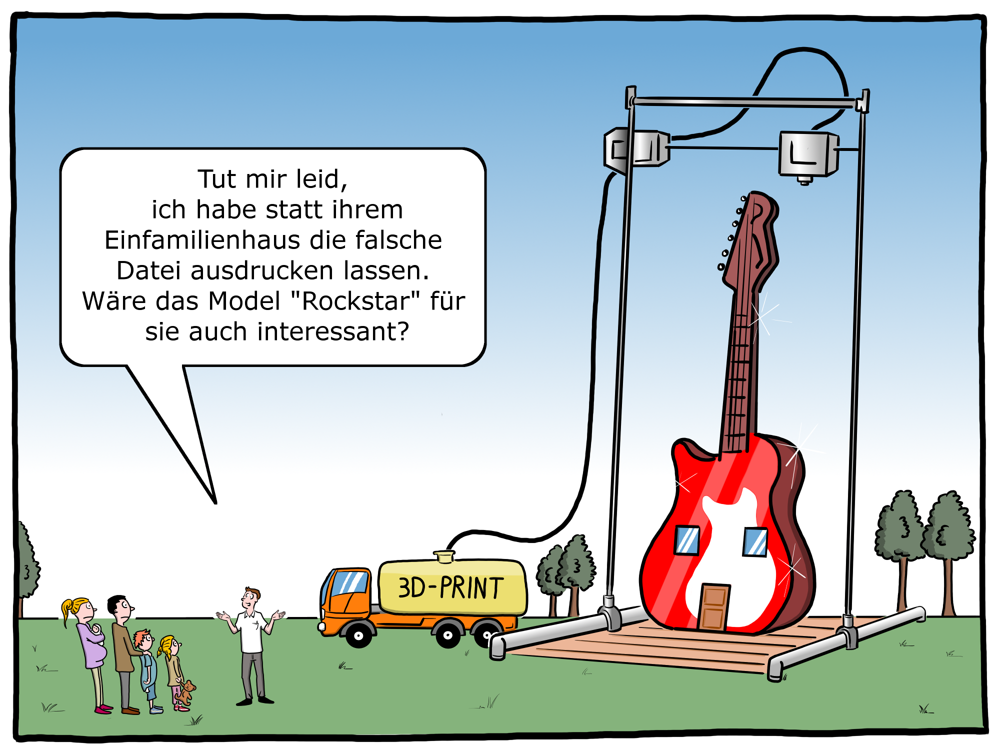 Tut mir leid,
ich habe statt ihrem
Einfamilienhaus die falsche
Datei ausdrucken lassen.
Wäre das Model "Rockstar" für
sie auch interessant?
3D-PRINT